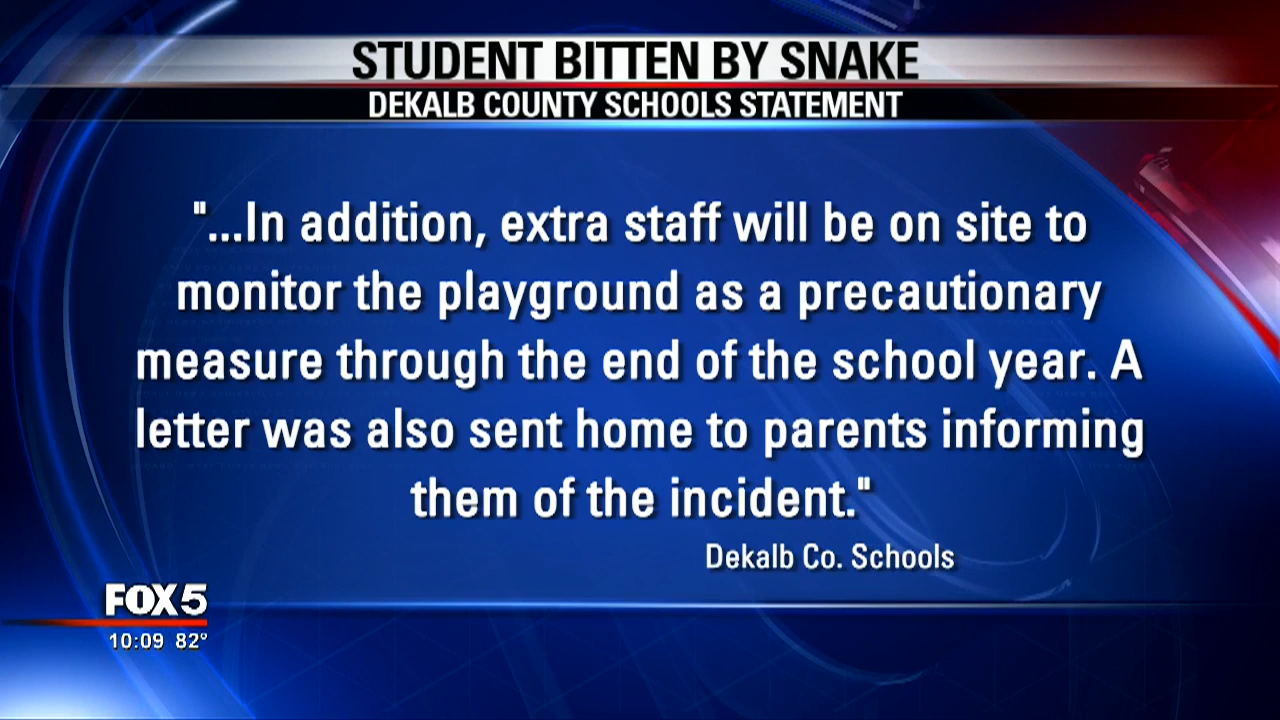 STUDENT BITTEN BY SNAKE
DEKALB COUNTY SCHOOLS STATEMENT
"...In addition, extra staff will be on site to
monitor the playground as a precautionary
measure through the end of the school year. A
letter was also sent home to parents informing
them of the incident."
Dekalb Co. Schools
FOX 5
10:09 82°